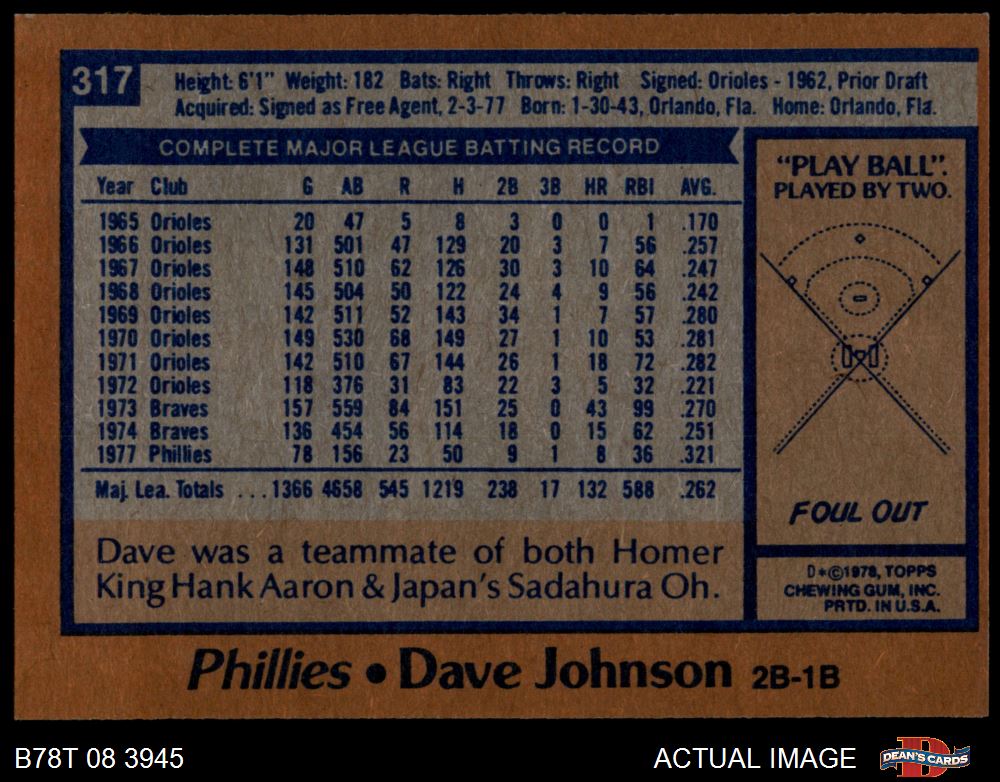 317
Height: 6'1" Weight: 182 Bats: Right Throws: Right Signed: Orioles - 1962, Prior Draft
Acquired: Signed as Free Agent, 2-3-77 Born: 1-30-43, Orlando, Fla. Home: Orlando, Fla.
COMPLETE MAJOR LEAGUE BATTING RECORD
Year Club G AB R H 2B 3B HR RBI AVG.
1965 Orioles 20 47 5 8 3 0 0 1 .170
1966 Orioles 131 501 47 129 20 3 7 56 .257
1967 Orioles 148 510 62 126 30 3 10 64 .247
1968 Orioles 145 504 50 122 24 4 9 56 .242
1969 Orioles 142 511 52 143 34 1 7 57 .280
1970 Orioles 149 530 68 149 27 1 10 53 .281
1971 Orioles 142 510 67 144 26 1 18 72 .282
1972 Orioles 118 376 31 83 22 3 5 32 .221
1973 Braves 157 559 84 151 25 0 43 99 .270
1974 Braves 136 454 56 114 18 0 15 62 .251
1977 Phillies 78 156 23 50 9 1 8 36 .321
Maj. Lea. Totals ...1366 4658 545 1219 238 17 132 588 .262
Dave was a teammate of both Homer
King Hank Aaron & Japan's Sadahura Oh.
"PLAY BALL".
PLAYED BY TWO.
FOUL OUT
D*©1978, TOPPS
CHEWING GUM, INC.
PRTD. IN U.S.A.
Phillies • Dave Johnson 2B-1B
B78T 08 3945
ACTUAL IMAGE
D
DEAN'S CARDS